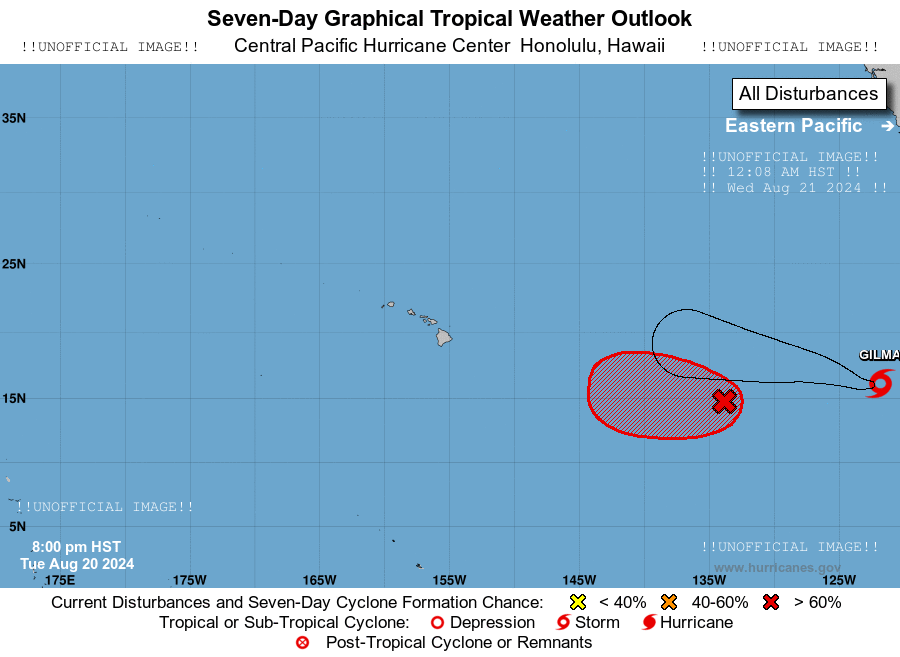 Seven-Day Graphical Tropical Weather Outlook
!!UNOFFICIAL IMAGE!! Central Pacific Hurricane Center Honolulu, Hawaii !!UNOFFICIAL IMAGE!!
All Disturbances
35N
Eastern Pacific →
!!UNOFFICIAL IMAGE!!
!! 12:08 AM HST !!
!! Wed Aug 21 2024 !!
25N
GILMA
15N
!!UNOFFICIAL IMAGE!!
5N
8:00 pm HST
Tue Aug 20 2024
!!UNOFFICIAL IMAGE!!
www.hurricanes.gov
175E 175W 165W 155W 145W 135W 125W
Current Disturbances and Seven-Day Cyclone Formation Chance: < 40% 40-60% > 60%
Tropical or Sub-Tropical Cyclone: Depression Storm Hurricane
Post-Tropical Cyclone or Remnants